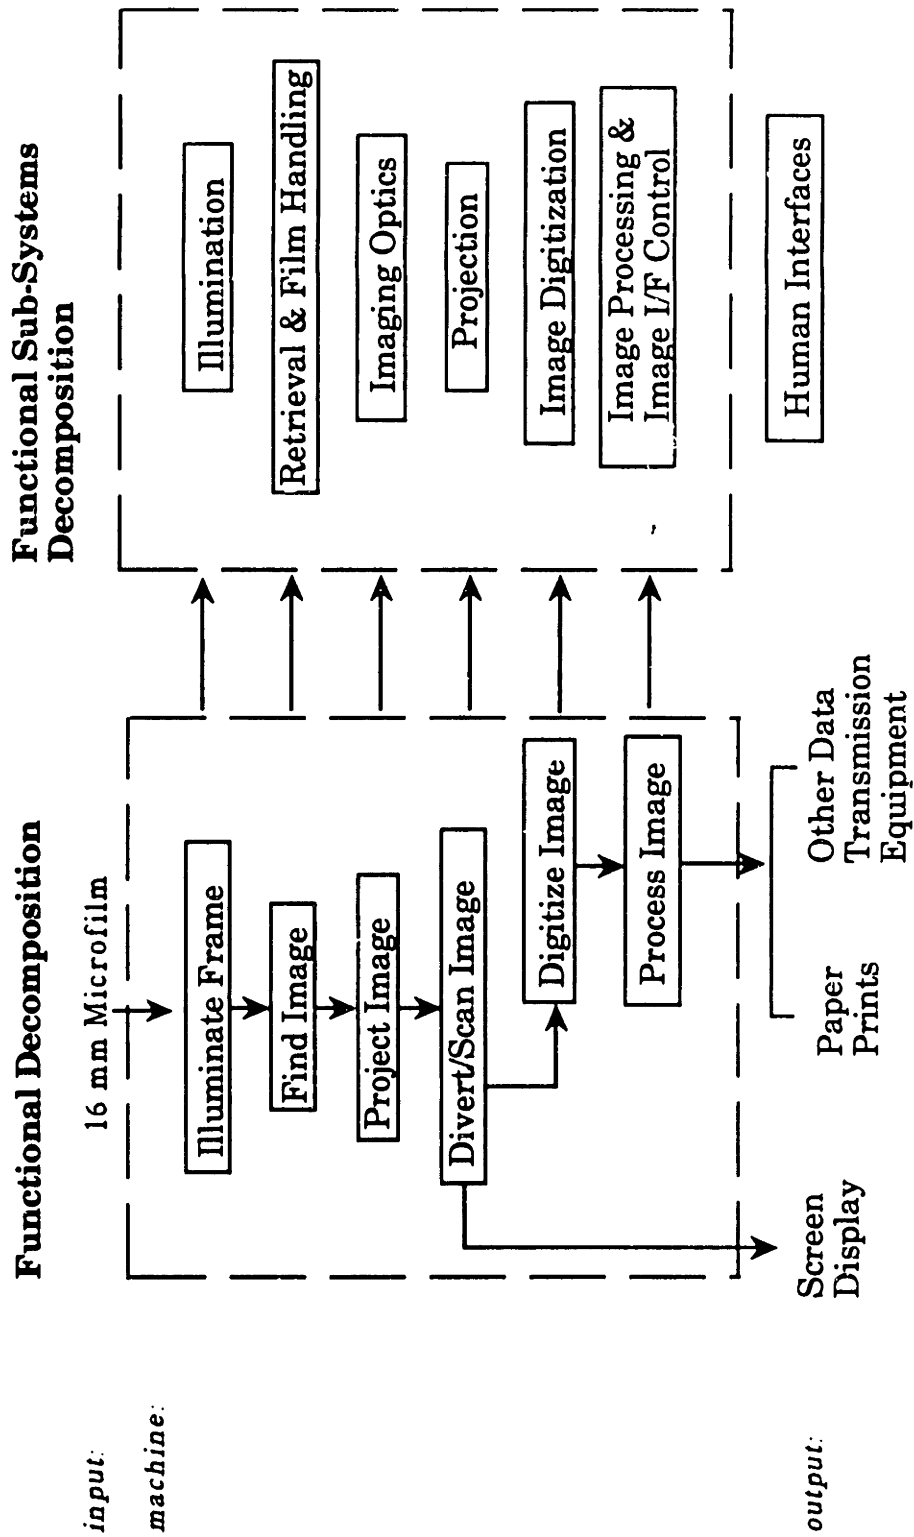 Functional Decomposition
Functional Sub-Systems
Decomposition
input:
16 mm Microfilm
machine:
Illuminate Frame
Find Image
Project Image
Divert/Scan Image
Digitize Image
Process Image
Illumination
Retrieval & Film Handling
Imaging Optics
Projection
Image Digitization
Image Processing &
Image I/F Control
Human Interfaces
output:
Screen
Display
Paper
Prints
Other Data
Transmission
Equipment